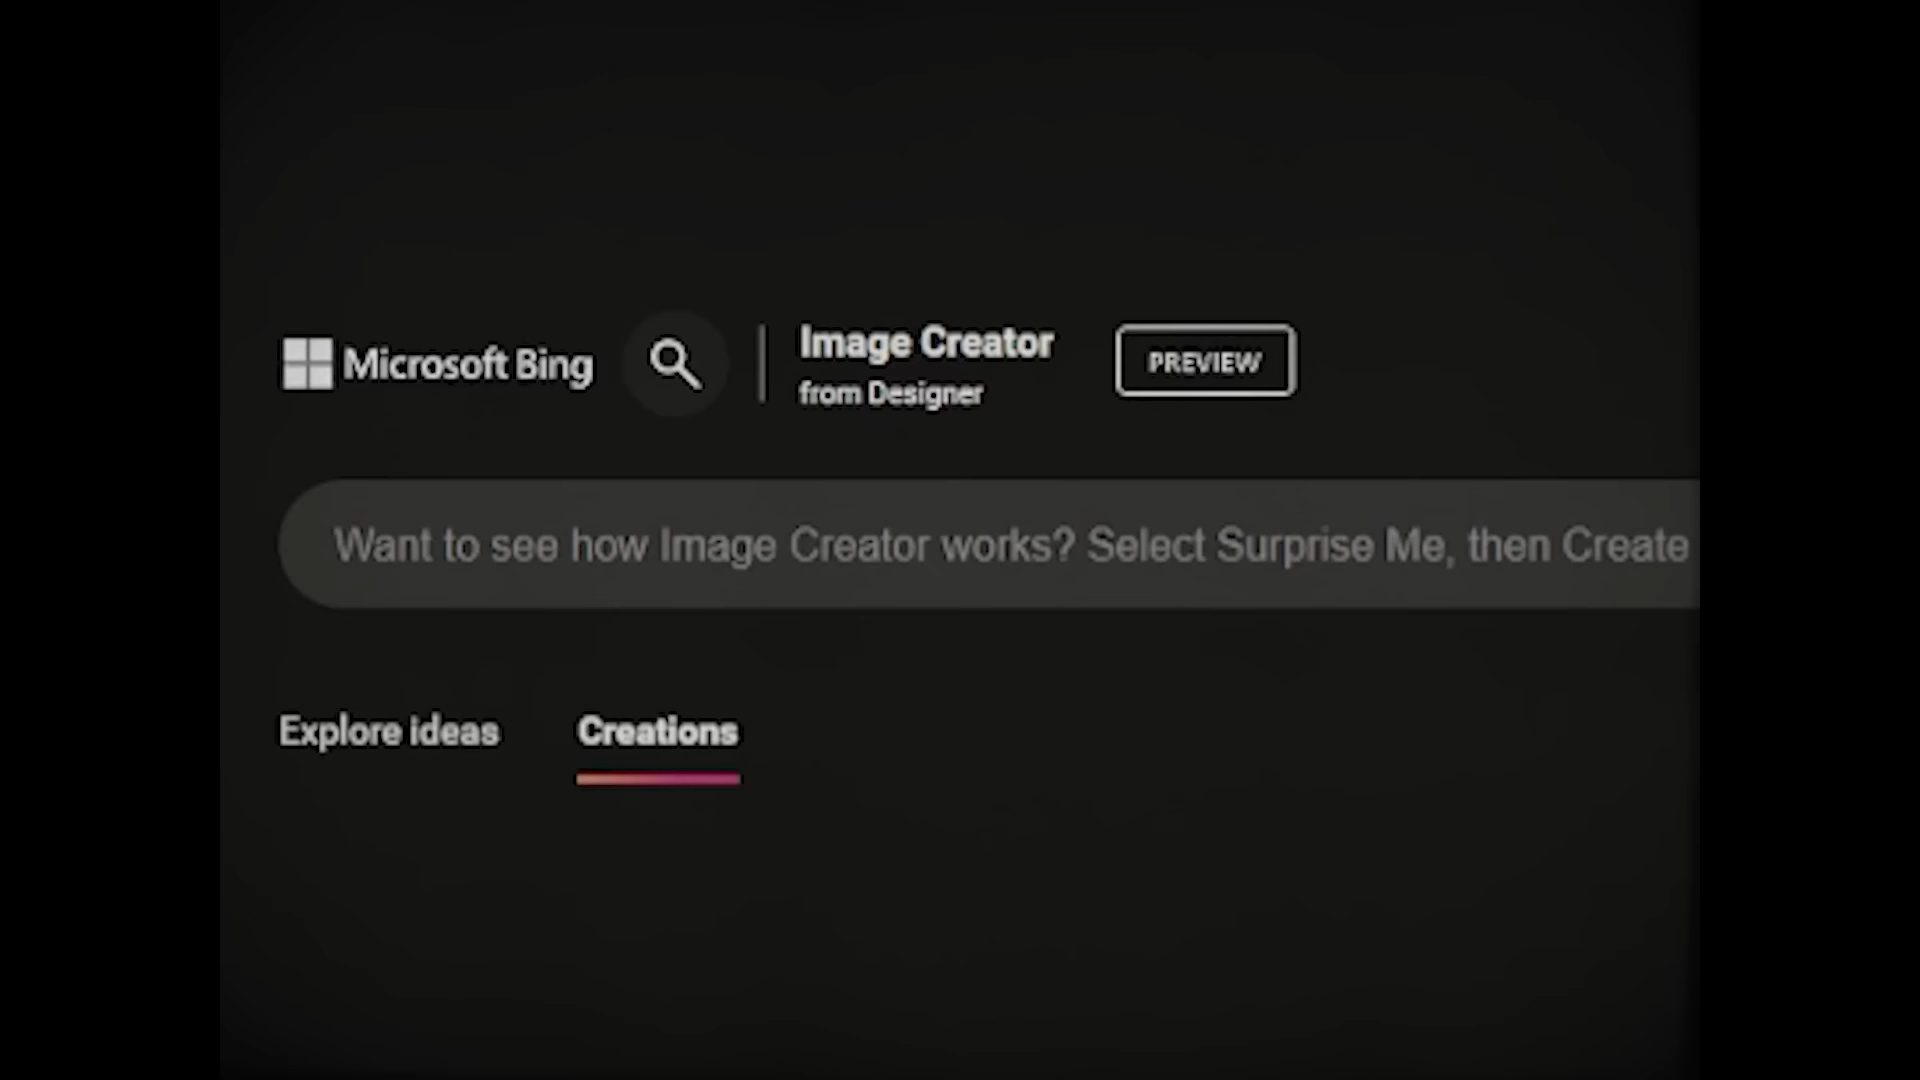 Microsoft Bing
Image Creator
from Designer
PREVIEW
Want to see how Image Creator works? Select Surprise Me, then Create
Explore ideas
Creations